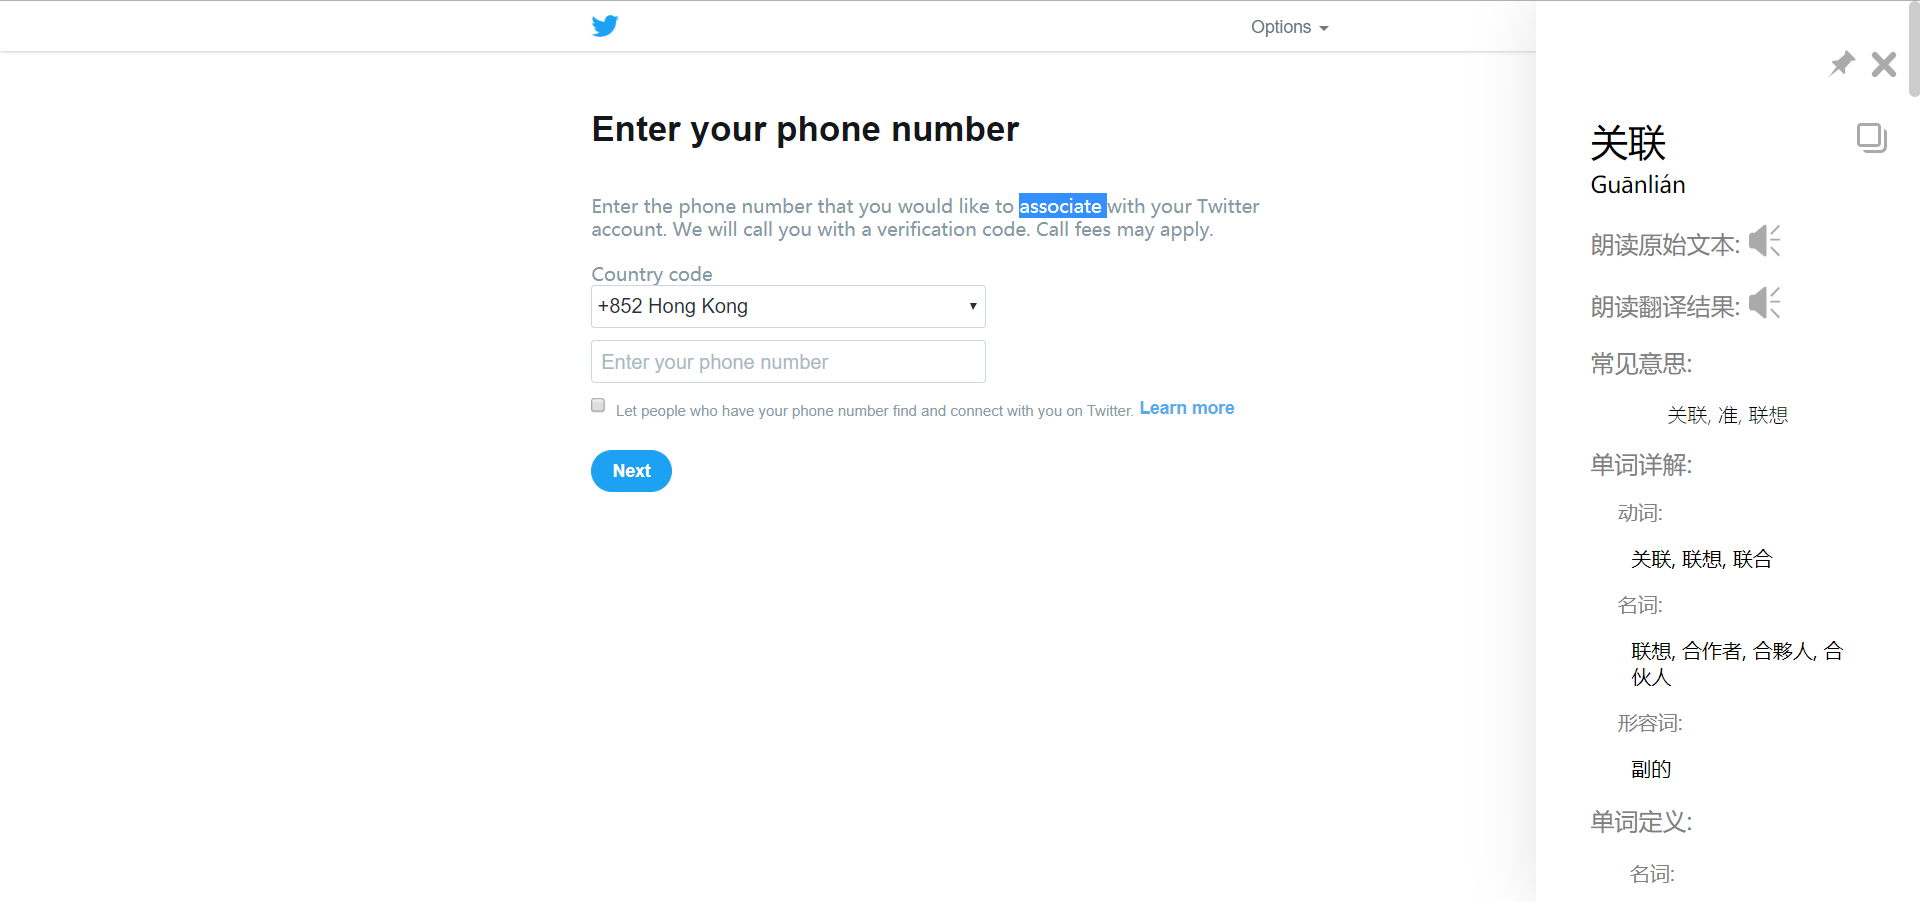 Options
Enter your phone number
Enter the phone number that you would like to associate with your Twitter
account. We will call you with a verification code. Call fees may apply.
Country code
+852 Hong Kong
Enter your phone number
Let people who have your phone number find and connect with you on Twitter. Learn more
Next
关联
Guānlián
朗读原始文本:
朗读翻译结果:
常见意思:
关联, 准, 联想
单词详解:
动词:
关联, 联想, 联合
名词:
联想, 合作者, 合夥人, 合
伙人
形容词:
副的
单词定义:
名词: